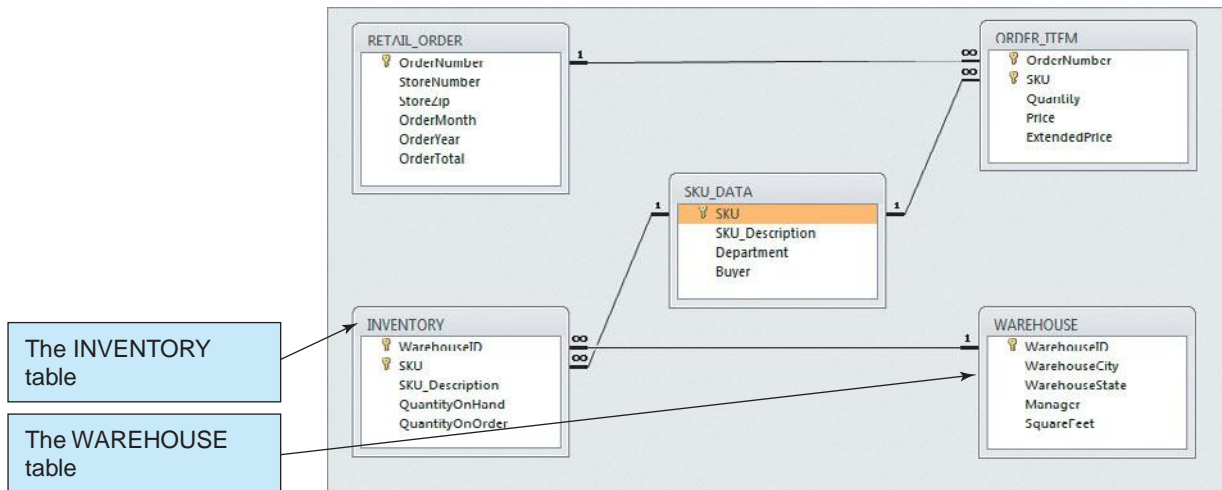 RETAIL_ORDER
OrderNumber
StoreNumber
StoreZip
OrderMonth
OrderYear
OrderTotal
1
∞
∞
ORDER_ITEM
OrderNumber
SKU
Quantity
Price
ExtendedPrice
1
SKU_DATA
SKU
SKU_Description
Department
Buyer
1
The INVENTORY
table
INVENTORY
WarehouseID
SKU
SKU_Description
QuantityOnHand
QuantityOnOrder
∞
∞
1
WAREHOUSE
WarehouseID
WarehouseCity
WarehouseState
Manager
SquareFeet
The WAREHOUSE
table